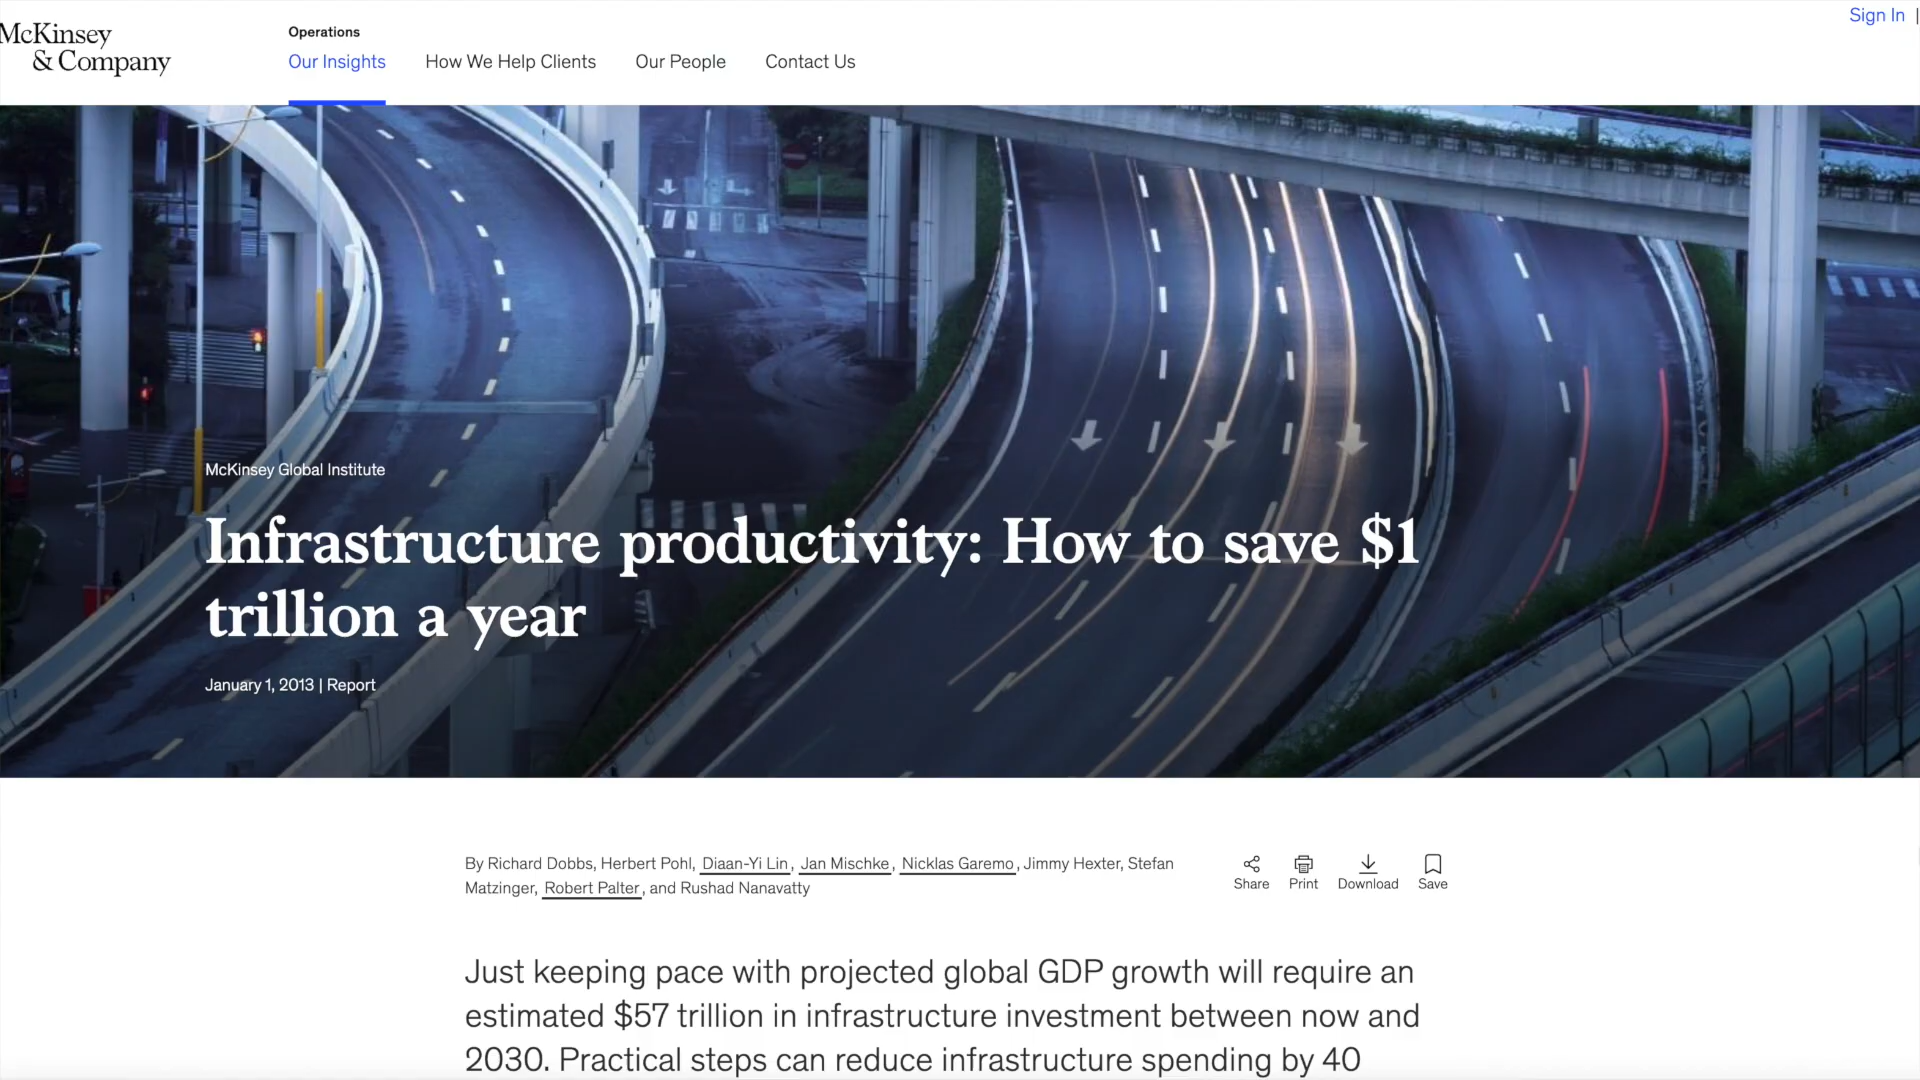 McKinsey
& Company
Operations
Our Insights
How We Help Clients
Our People
Contact Us
Sign In |
McKinsey Global Institute
Infrastructure productivity: How to save $1
trillion a year
January 1, 2013 | Report
By Richard Dobbs, Herbert Pohl, Diaan-Yi Lin, Jan Mischke, Nicklas Garemo, Jimmy Hexter, Stefan
Matzinger, Robert Palter, and Rushad Nanavatty
Share
Print
Download
Save
Just keeping pace with projected global GDP growth will require an
estimated $57 trillion in infrastructure investment between now and
2030. Practical steps can reduce infrastructure spending by 40